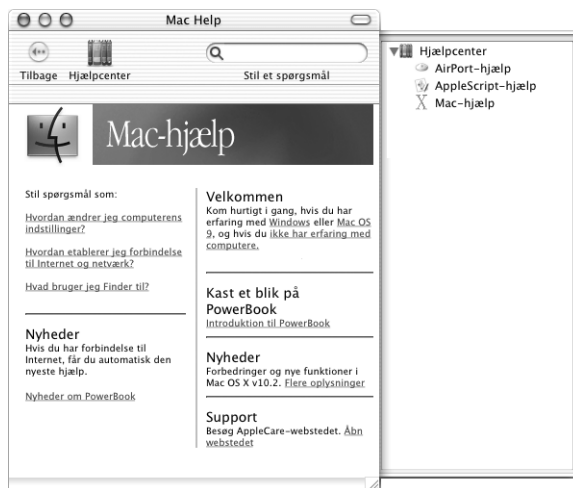 Mac Help
Tilbage
Hjælpcenter
Stil et spørgsmål
Mac-hjælp
Stil spørgsmål som:
Hvordan ændrer jeg computerens
indstillinger?
Hvordan etablerer jeg forbindelse
til Internet og netværk?
Hvad bruger jeg Finder til?
Nyheder
Hvis du har forbindelse til
Internet, får du automatisk den
nyeste hjælp.
Nyheder om PowerBook
Velkommen
Kom hurtigt i gang, hvis du har
erfaring med Windows eller Mac OS
9, og hvis du ikke har erfaring med
computere.
Kast et blik på
PowerBook
Introduktion til PowerBook
Nyheder
Forbedringer og nye funktioner i
Mac OS X v10.2. Flere oplysninger
Support
Besøg AppleCare-webstedet. Åbn
webstedet
Hjælpcenter
AirPort-hjælp
AppleScript-hjælp
Mac-hjælp